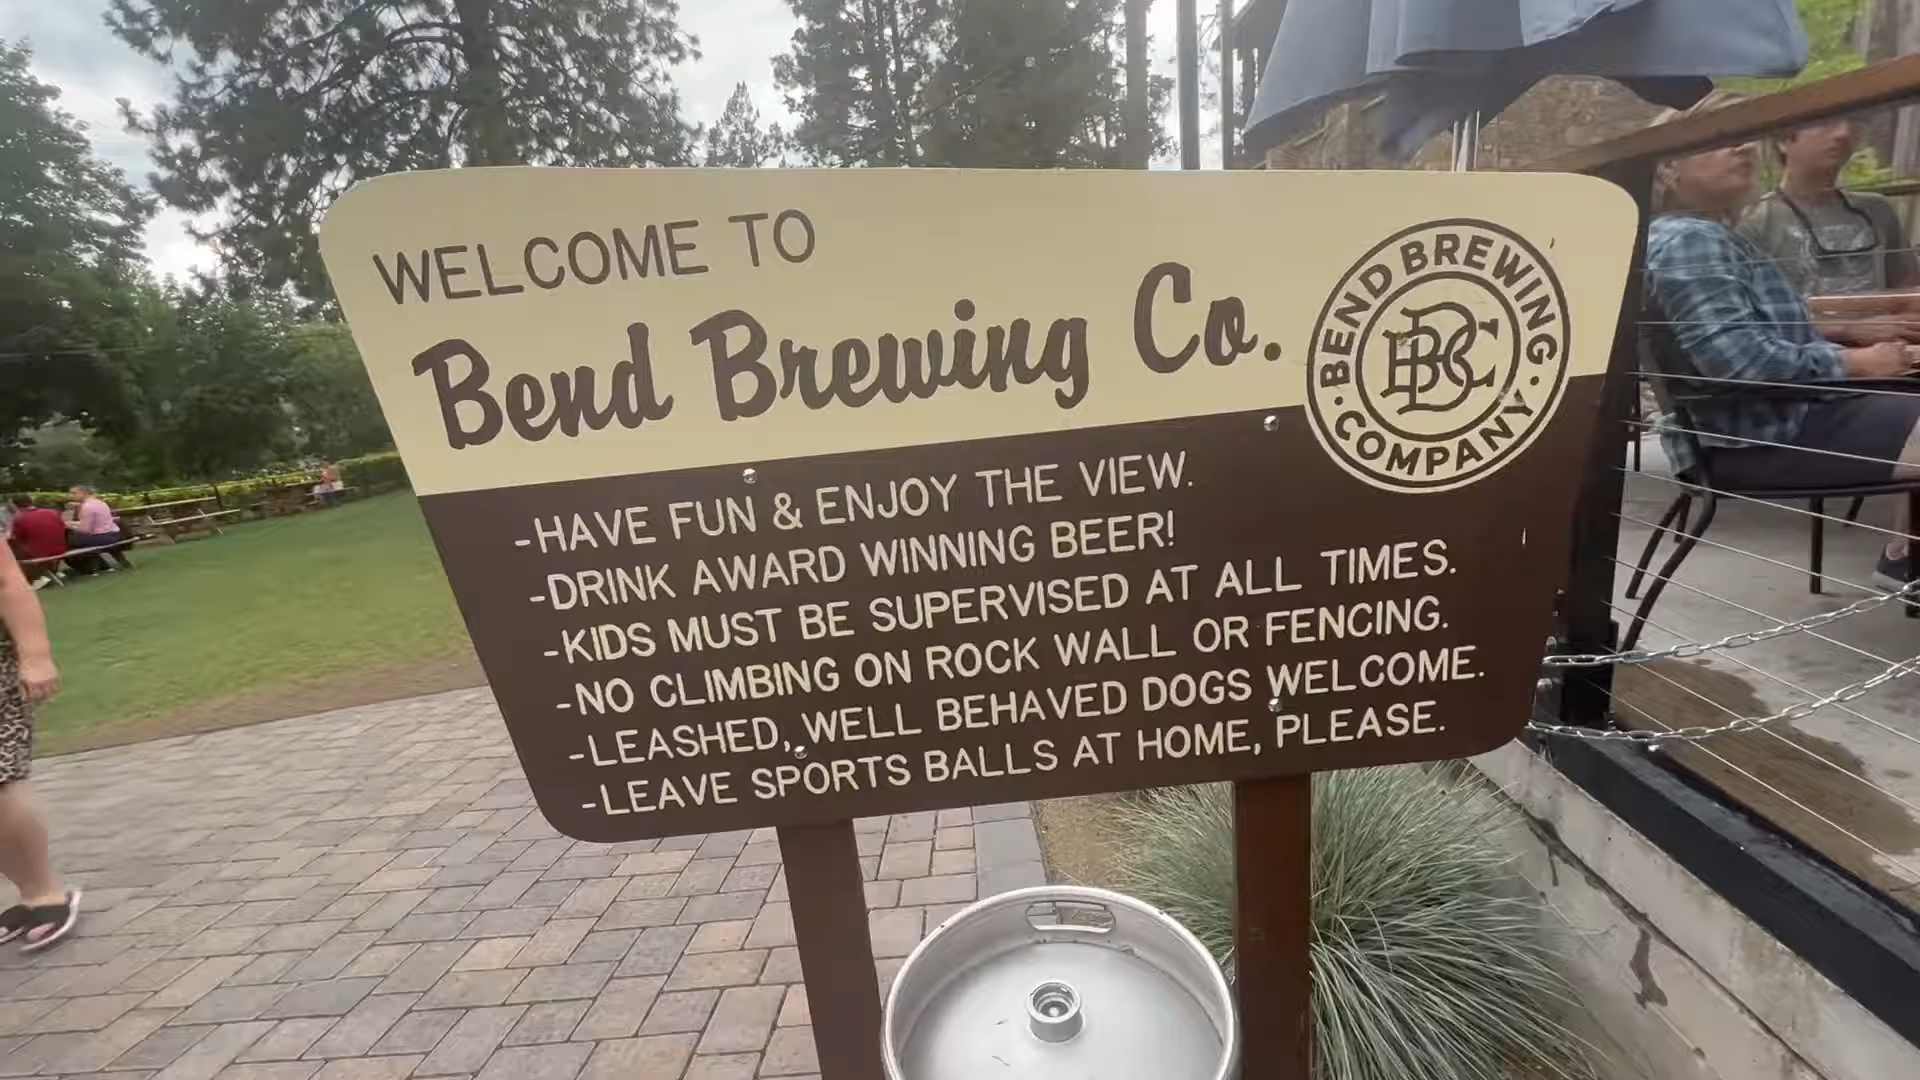 WELCOME TO
Bend Brewing Co.
BEND BREWING
· COMPANY ·
BBC
-HAVE FUN & ENJOY THE VIEW.
-DRINK AWARD WINNING BEER!
-KIDS MUST BE SUPERVISED AT ALL TIMES.
-NO CLIMBING ON ROCK WALL OR FENCING.
-LEASHED, WELL BEHAVED DOGS WELCOME.
-LEAVE SPORTS BALLS AT HOME, PLEASE.